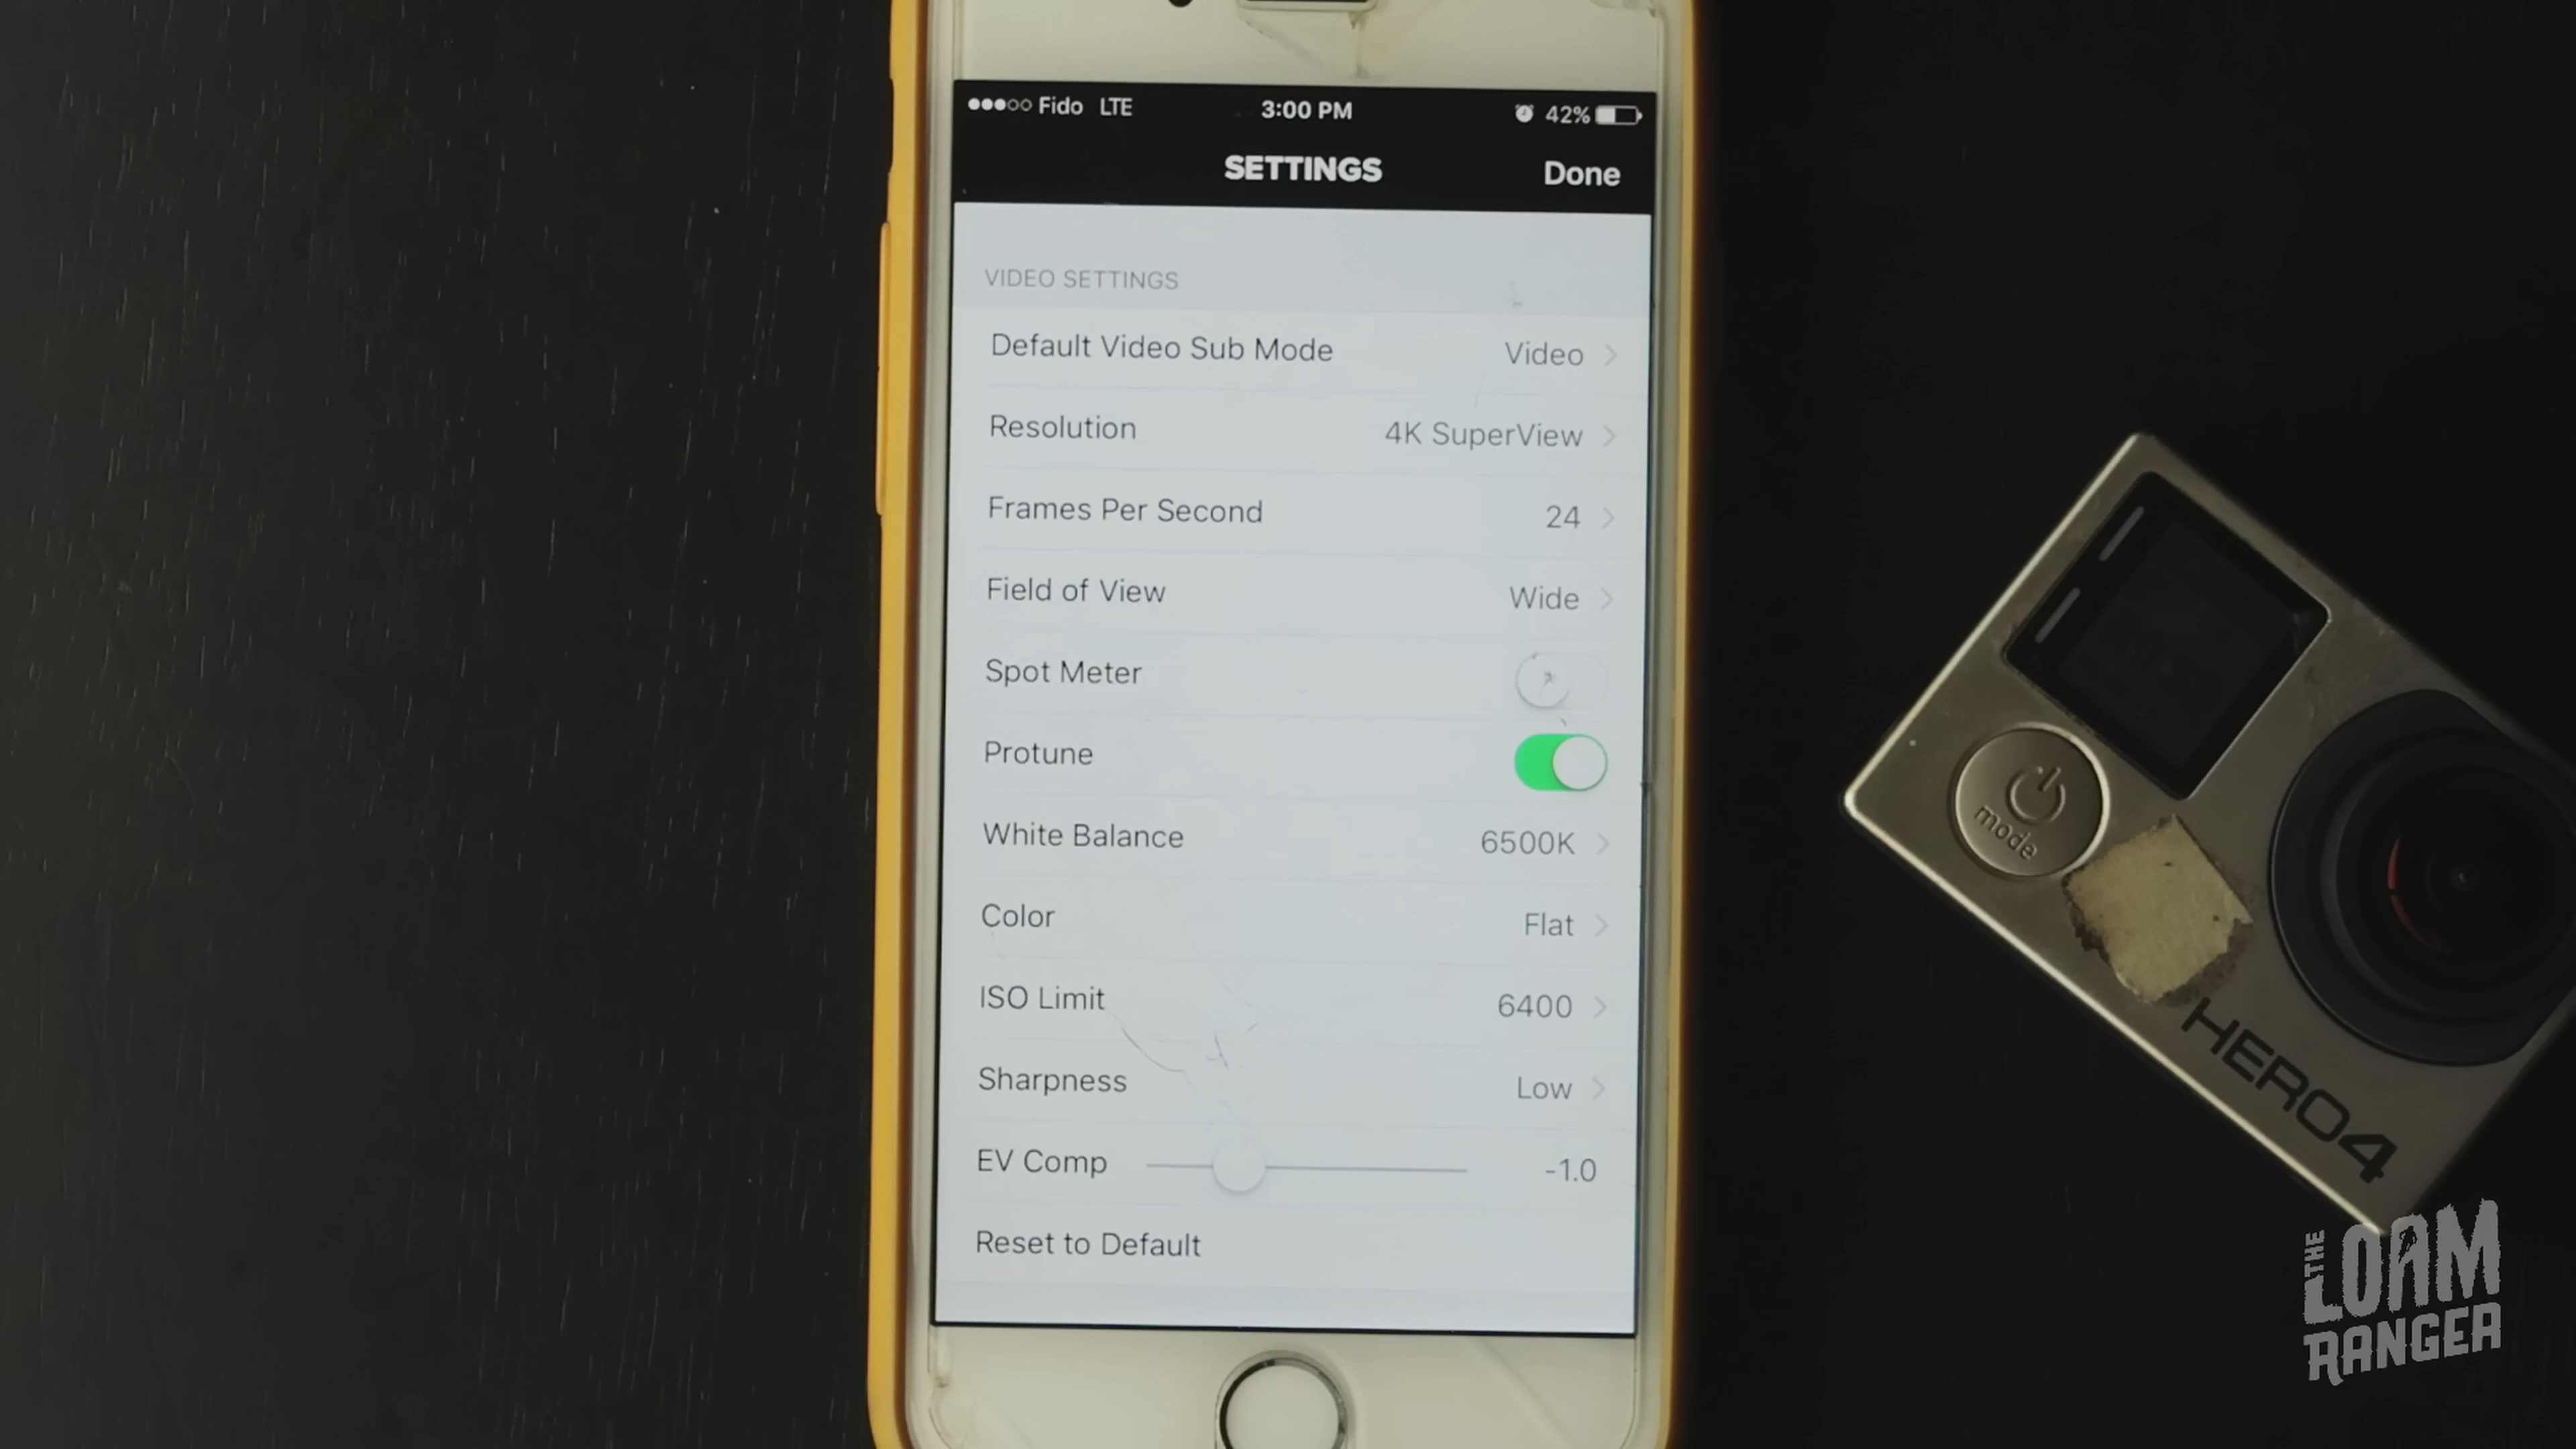 ●●●○○ Fido LTE 3:00 PM 42%
SETTINGS Done
VIDEO SETTINGS
Default Video Sub Mode Video
Resolution 4K SuperView
Frames Per Second 24
Field of View Wide
Spot Meter
Protune
White Balance 6500K
Color Flat
ISO Limit 6400
Sharpness Low
EV Comp -1.0
Reset to Default
mode
HERO4
THE
LOAM
RANGER